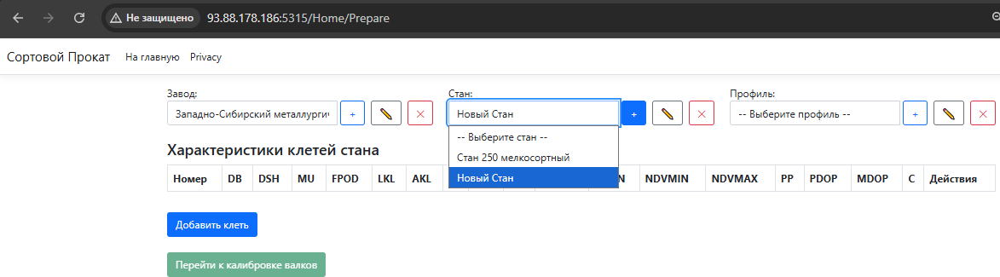 Не защищено 93.88.178.186:5315/Home/Prepare
Сортовой Прокат На главную Privacy
Завод: Стан: Профиль:
Западно-Сибирский металлургич + × Новый Стан + × -- Выберите профиль -- + ×
-- Выберите стан --
Стан 250 мелкосортный
Новый Стан
Характеристики клетей стана
Номер DB DSH MU FPOD LKL AKL N NDVMIN NDVMAX PP PDOP MDOP C Действия
Добавить клеть
Перейти к калибровке валков